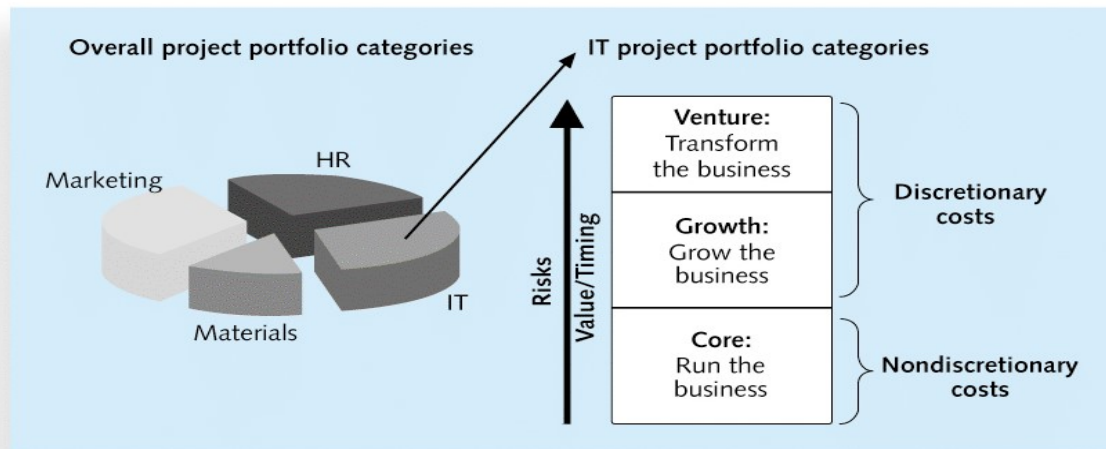 Overall project portfolio categories
IT project portfolio categories
HR
Marketing
IT
Materials
Risks
Value/Timing
Venture:
Transform
the business
Growth:
Grow the
business
Core:
Run the
business
Discretionary
costs
Nondiscretionary
costs